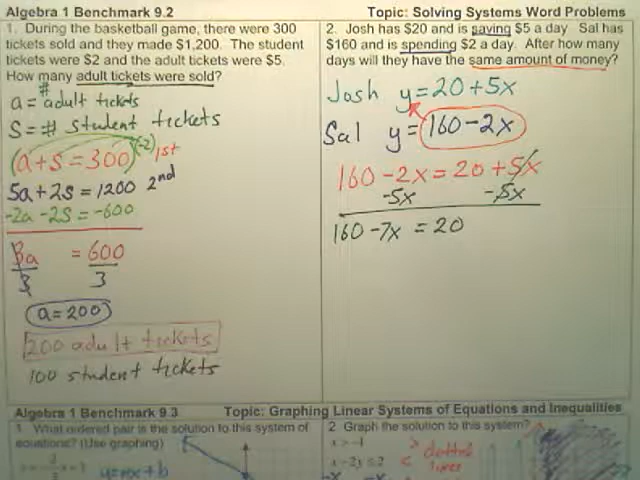 Algebra 1 Benchmark 9.2
Topic: Solving Systems Word Problems
1. During the basketball game, there were 300
tickets sold and they made $1,200. The student
tickets were $2 and the adult tickets were $5.
How many adult tickets were sold?
a = # adult tickets
S = # student tickets
(a+s=300)(-2) 1st
5a+2s=1200 2nd
-2a-2s=-600
3a = 600
3 3
a=200
200 adult tickets
100 student tickets
2. Josh has $20 and is saving $5 a day Sal has
$160 and is spending $2 a day. After how many
days will they have the same amount of money?
Josh y=20+5x
Sal y=160-2x
160-2x=20+5x
-5x -5x
160-7x=20
Algebra 1 Benchmark 9.3
Topic: Graphing Linear Systems of Equations and Inequalities
1. What ordered pair is the solution to this system of
equations? (Use graphing)
y=mx+b
2 Graph the solution to this system?
x>-1
x-2y≤2
> dotted
< lines